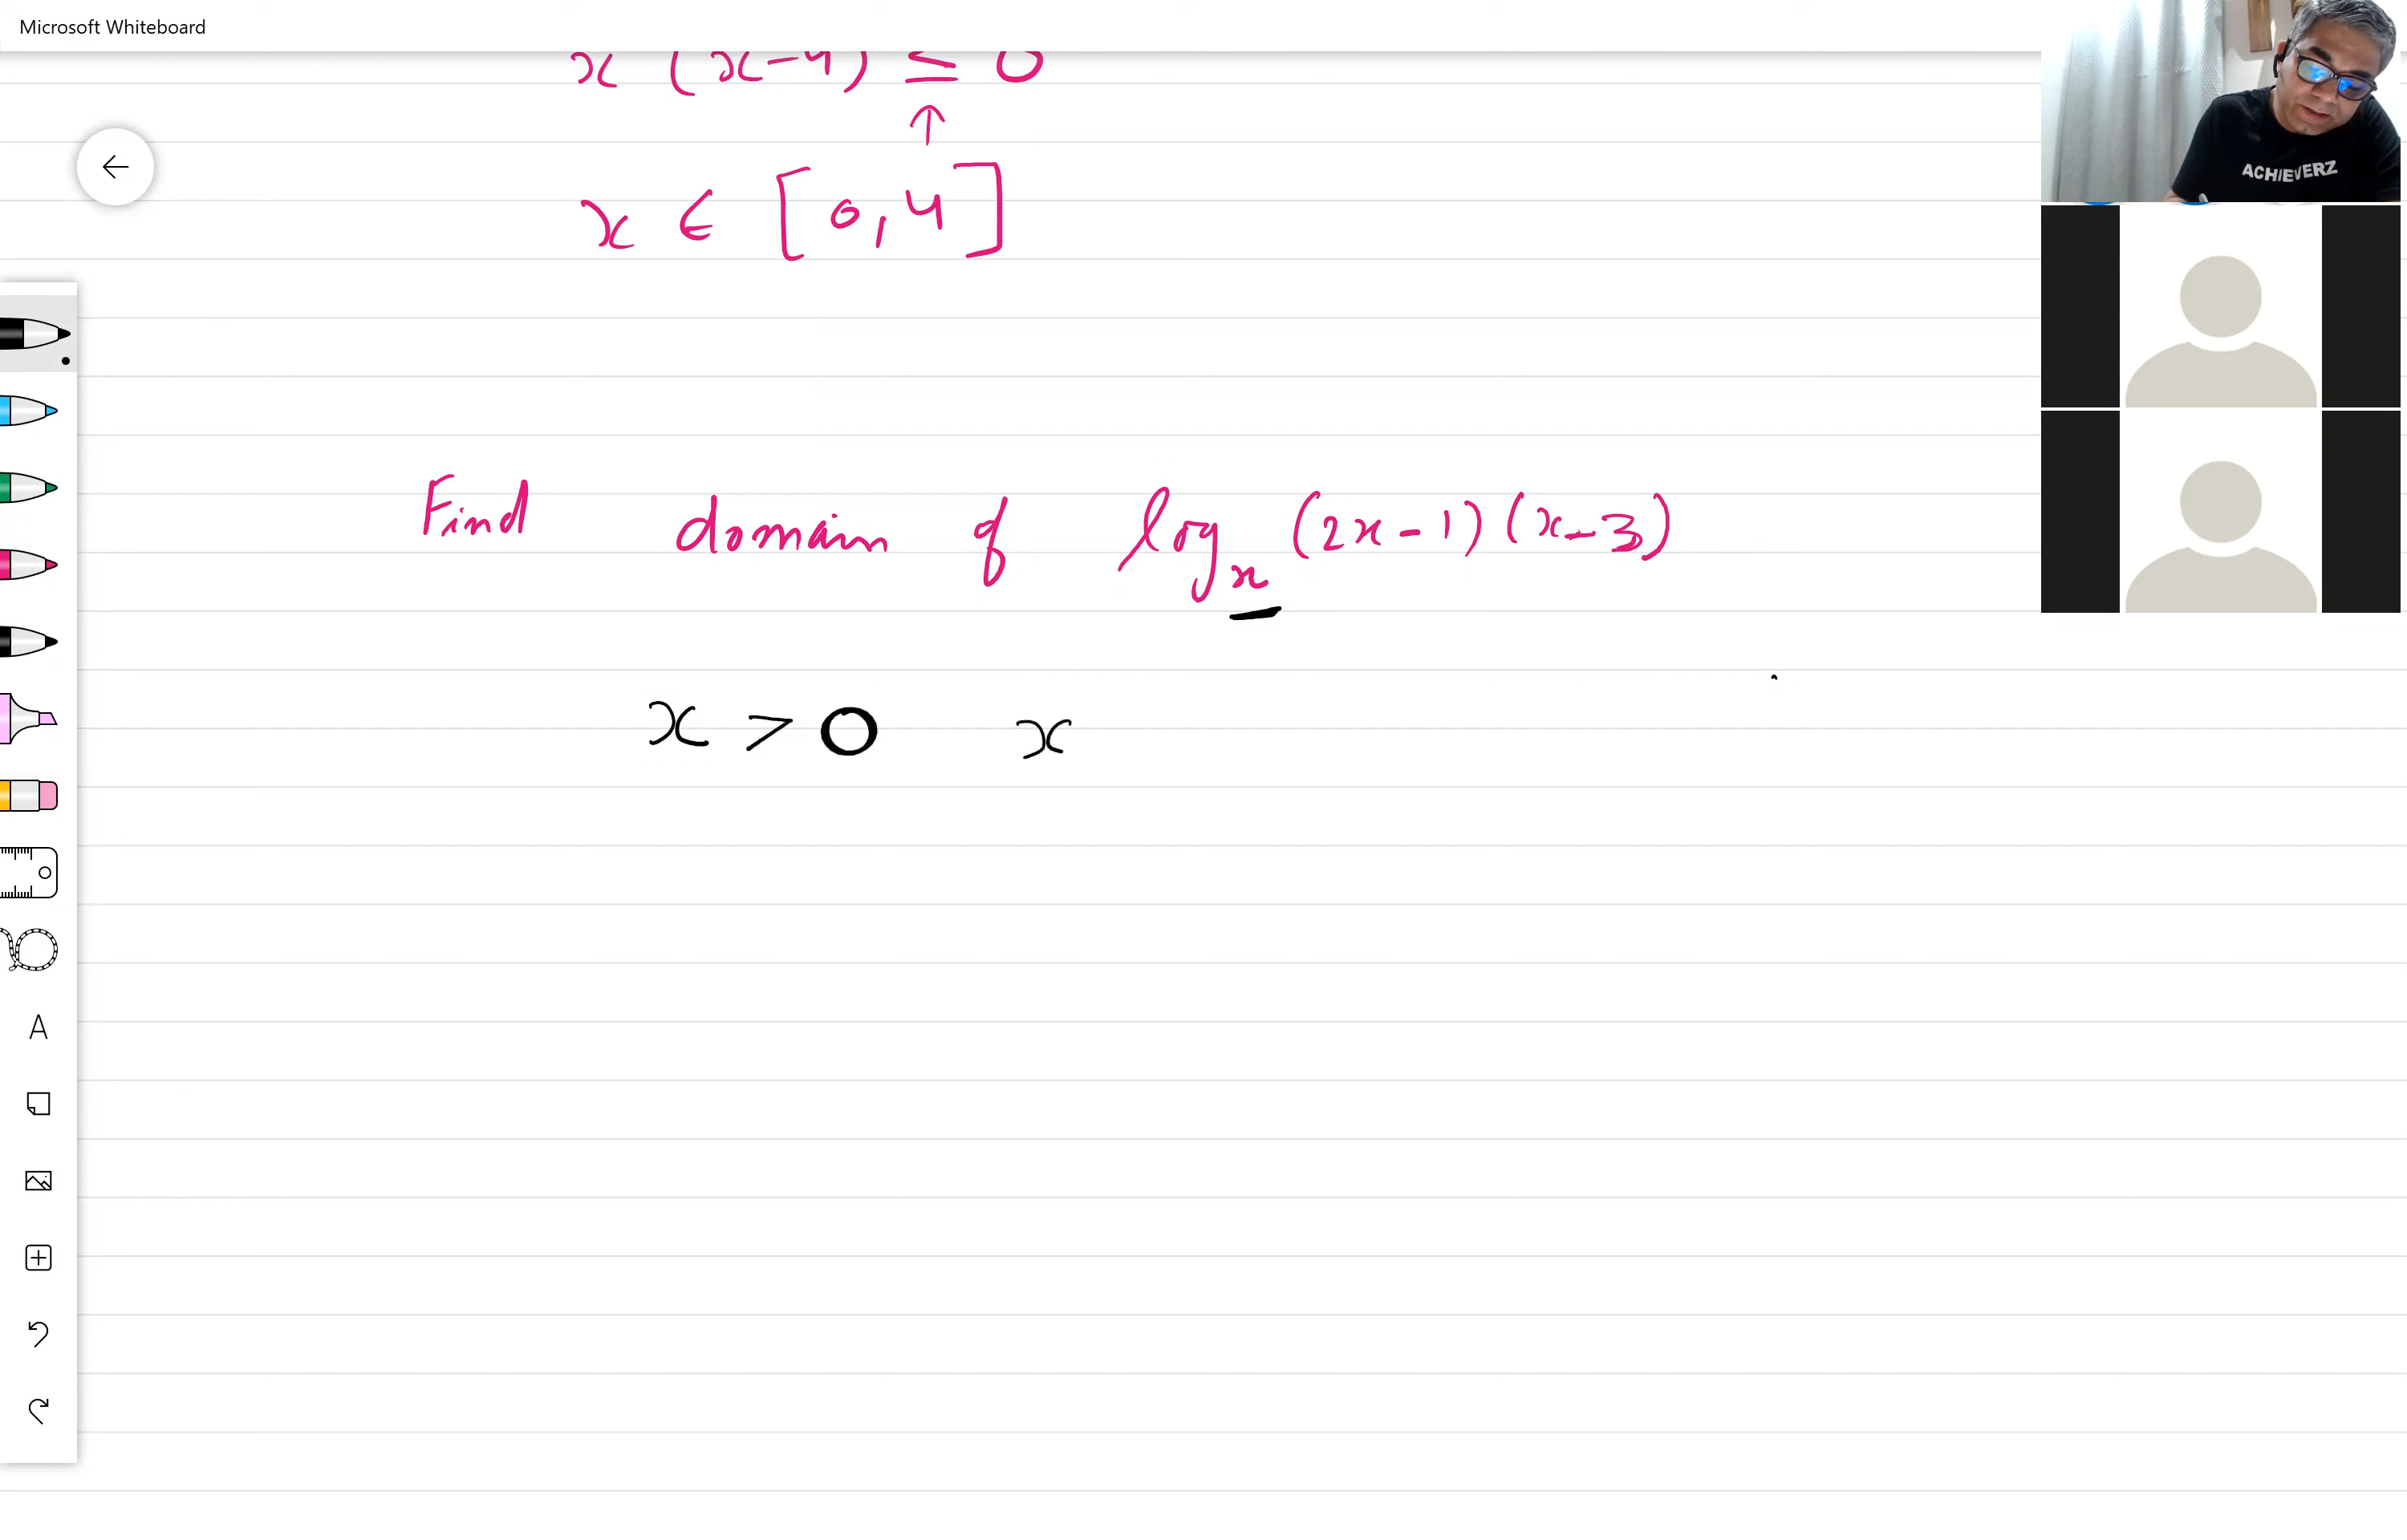 Microsoft Whiteboard
x (x-4) ≤ 0
↑
x ∈ [0,4]
ACHIEVERZ
Find domain of log_x (2x-1)(x-3)
x > 0 x
A